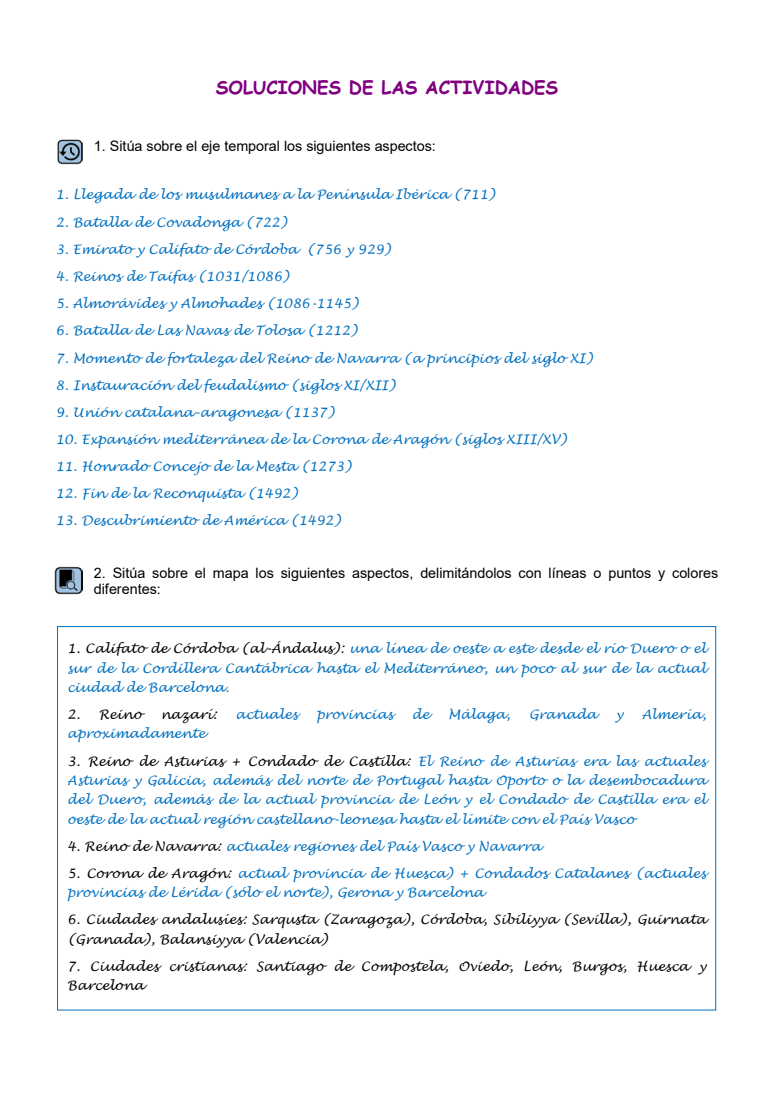 SOLUCIONES DE LAS ACTIVIDADES
1. Sitúa sobre el eje temporal los siguientes aspectos:
1. Llegada de los musulmanes a la Península Ibérica (711)
2. Batalla de Covadonga (722)
3. Emirato y Califato de Córdoba (756 y 929)
4. Reinos de Taifas (1031/1086)
5. Almorávides y Almohades (1086-1145)
6. Batalla de Las Navas de Tolosa (1212)
7. Momento de fortaleza del Reino de Navarra (a principios del siglo XI)
8. Instauración del feudalismo (siglos XI/XII)
9. Unión catalana-aragonesa (1137)
10. Expansión mediterránea de la Corona de Aragón (siglos XIII/XV)
11. Honrado Concejo de la Mesta (1273)
12. Fin de la Reconquista (1492)
13. Descubrimiento de América (1492)
2. Sitúa sobre el mapa los siguientes aspectos, delimitándolos con líneas o puntos y colores
diferentes:
1. Califato de Córdoba (al-Ándalus): una línea de oeste a este desde el río Duero o el
sur de la Cordillera Cantábrica hasta el Mediterráneo, un poco al sur de la actual
ciudad de Barcelona.
2. Reino nazarí: actuales provincias de Málaga, Granada y Almería,
aproximadamente
3. Reino de Asturias + Condado de Castilla: El Reino de Asturias era las actuales
Asturias y Galicia, además del norte de Portugal hasta Oporto o la desembocadura
del Duero, además de la actual provincia de León y el Condado de Castilla era el
oeste de la actual región castellano-leonesa hasta el límite con el País Vasco
4. Reino de Navarra: actuales regiones del País Vasco y Navarra
5. Corona de Aragón: actual provincia de Huesca) + Condados Catalanes (actuales
provincias de Lérida (sólo el norte), Gerona y Barcelona
6. Ciudades andalusíes: Sarqusta (Zaragoza), Córdoba, Sibiliyya (Sevilla), Guirnata
(Granada), Balansiyya (Valencia)
7. Ciudades cristianas: Santiago de Compostela, Oviedo, León, Burgos, Huesca y
Barcelona